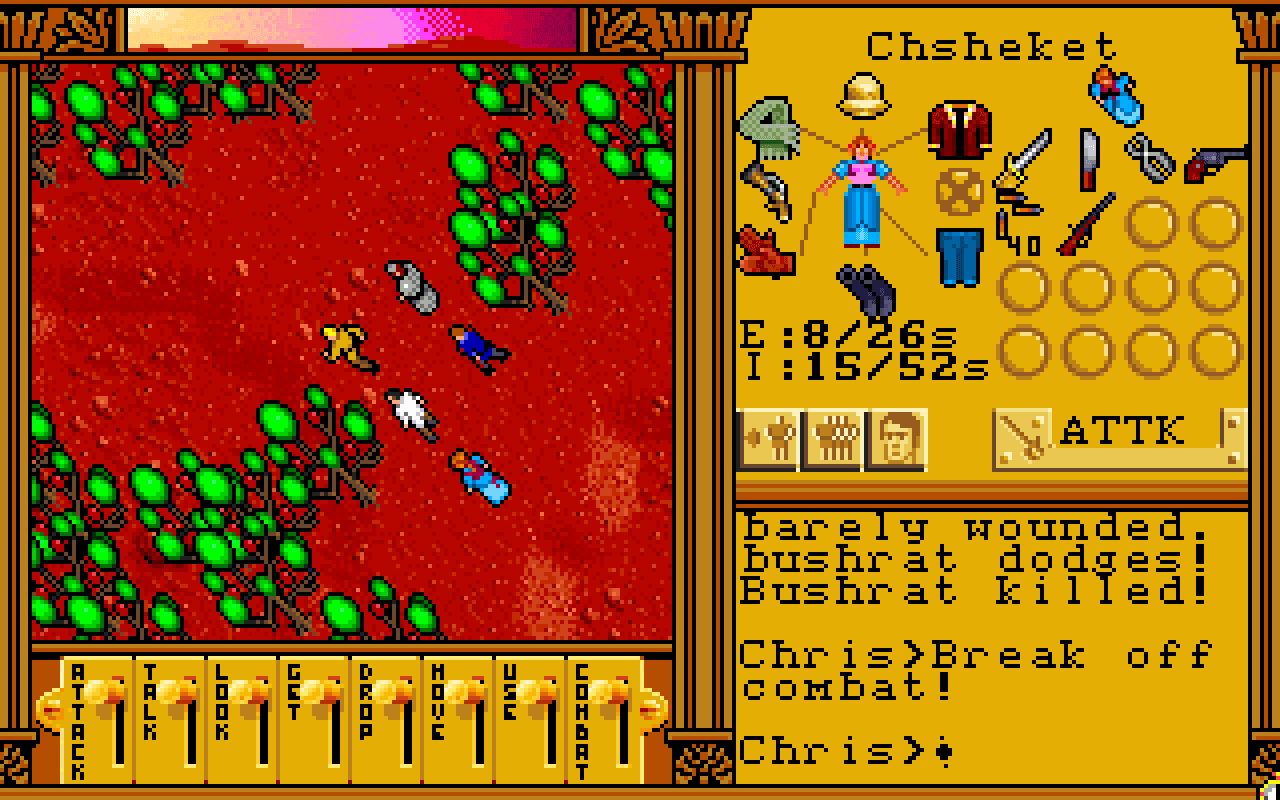 Chsheket
40
E:8/26s
I:15/52s
ATTK
barely wounded.
bushrat dodges!
Bushrat killed!
Chris>Break off
combat!
Chris>
ATTACK
TALK
LOOK
GET
DROP
MOVE
USE
COMBAT